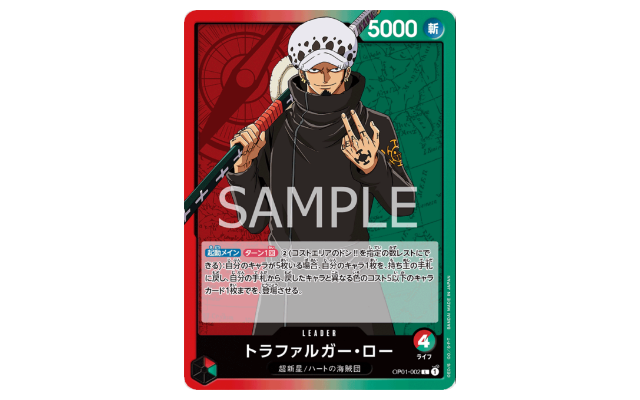 5000 斬
SAMPLE
起動メイン ターン1回 ②(コストエリアのドン!!を指定の数レストにで
きる):自分のキャラが5枚いる場合、自分のキャラ1枚を、持ち主の手札
に戻し、自分の手札から、戻したキャラと異なる色のコスト5以下のキャラ
カード1枚までを、登場させる。
LEADER
トラファルガー・ロー
4
ライフ
超新星/ハートの海賊団
OP01-002 L